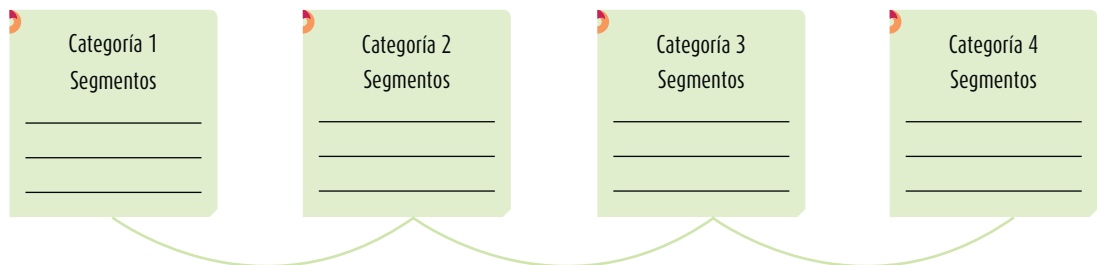 Categoría 1
Segmentos
Categoría 2
Segmentos
Categoría 3
Segmentos
Categoría 4
Segmentos